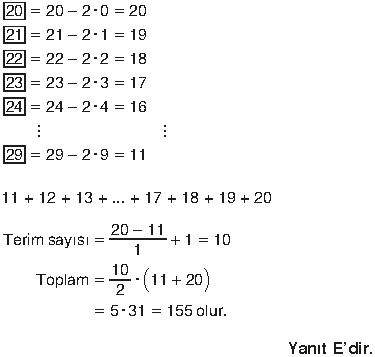 20 = 20 – 2·0 = 20
21 = 21 – 2·1 = 19
22 = 22 – 2·2 = 18
23 = 23 – 2·3 = 17
24 = 24 – 2·4 = 16
⋮ ⋮
29 = 29 – 2·9 = 11
11 + 12 + 13 + ... + 17 + 18 + 19 + 20
Terim sayısı = (20 – 11)/1 + 1 = 10
Toplam = 10/2 · (11 + 20)
= 5·31 = 155 olur.
Yanıt E'dir.